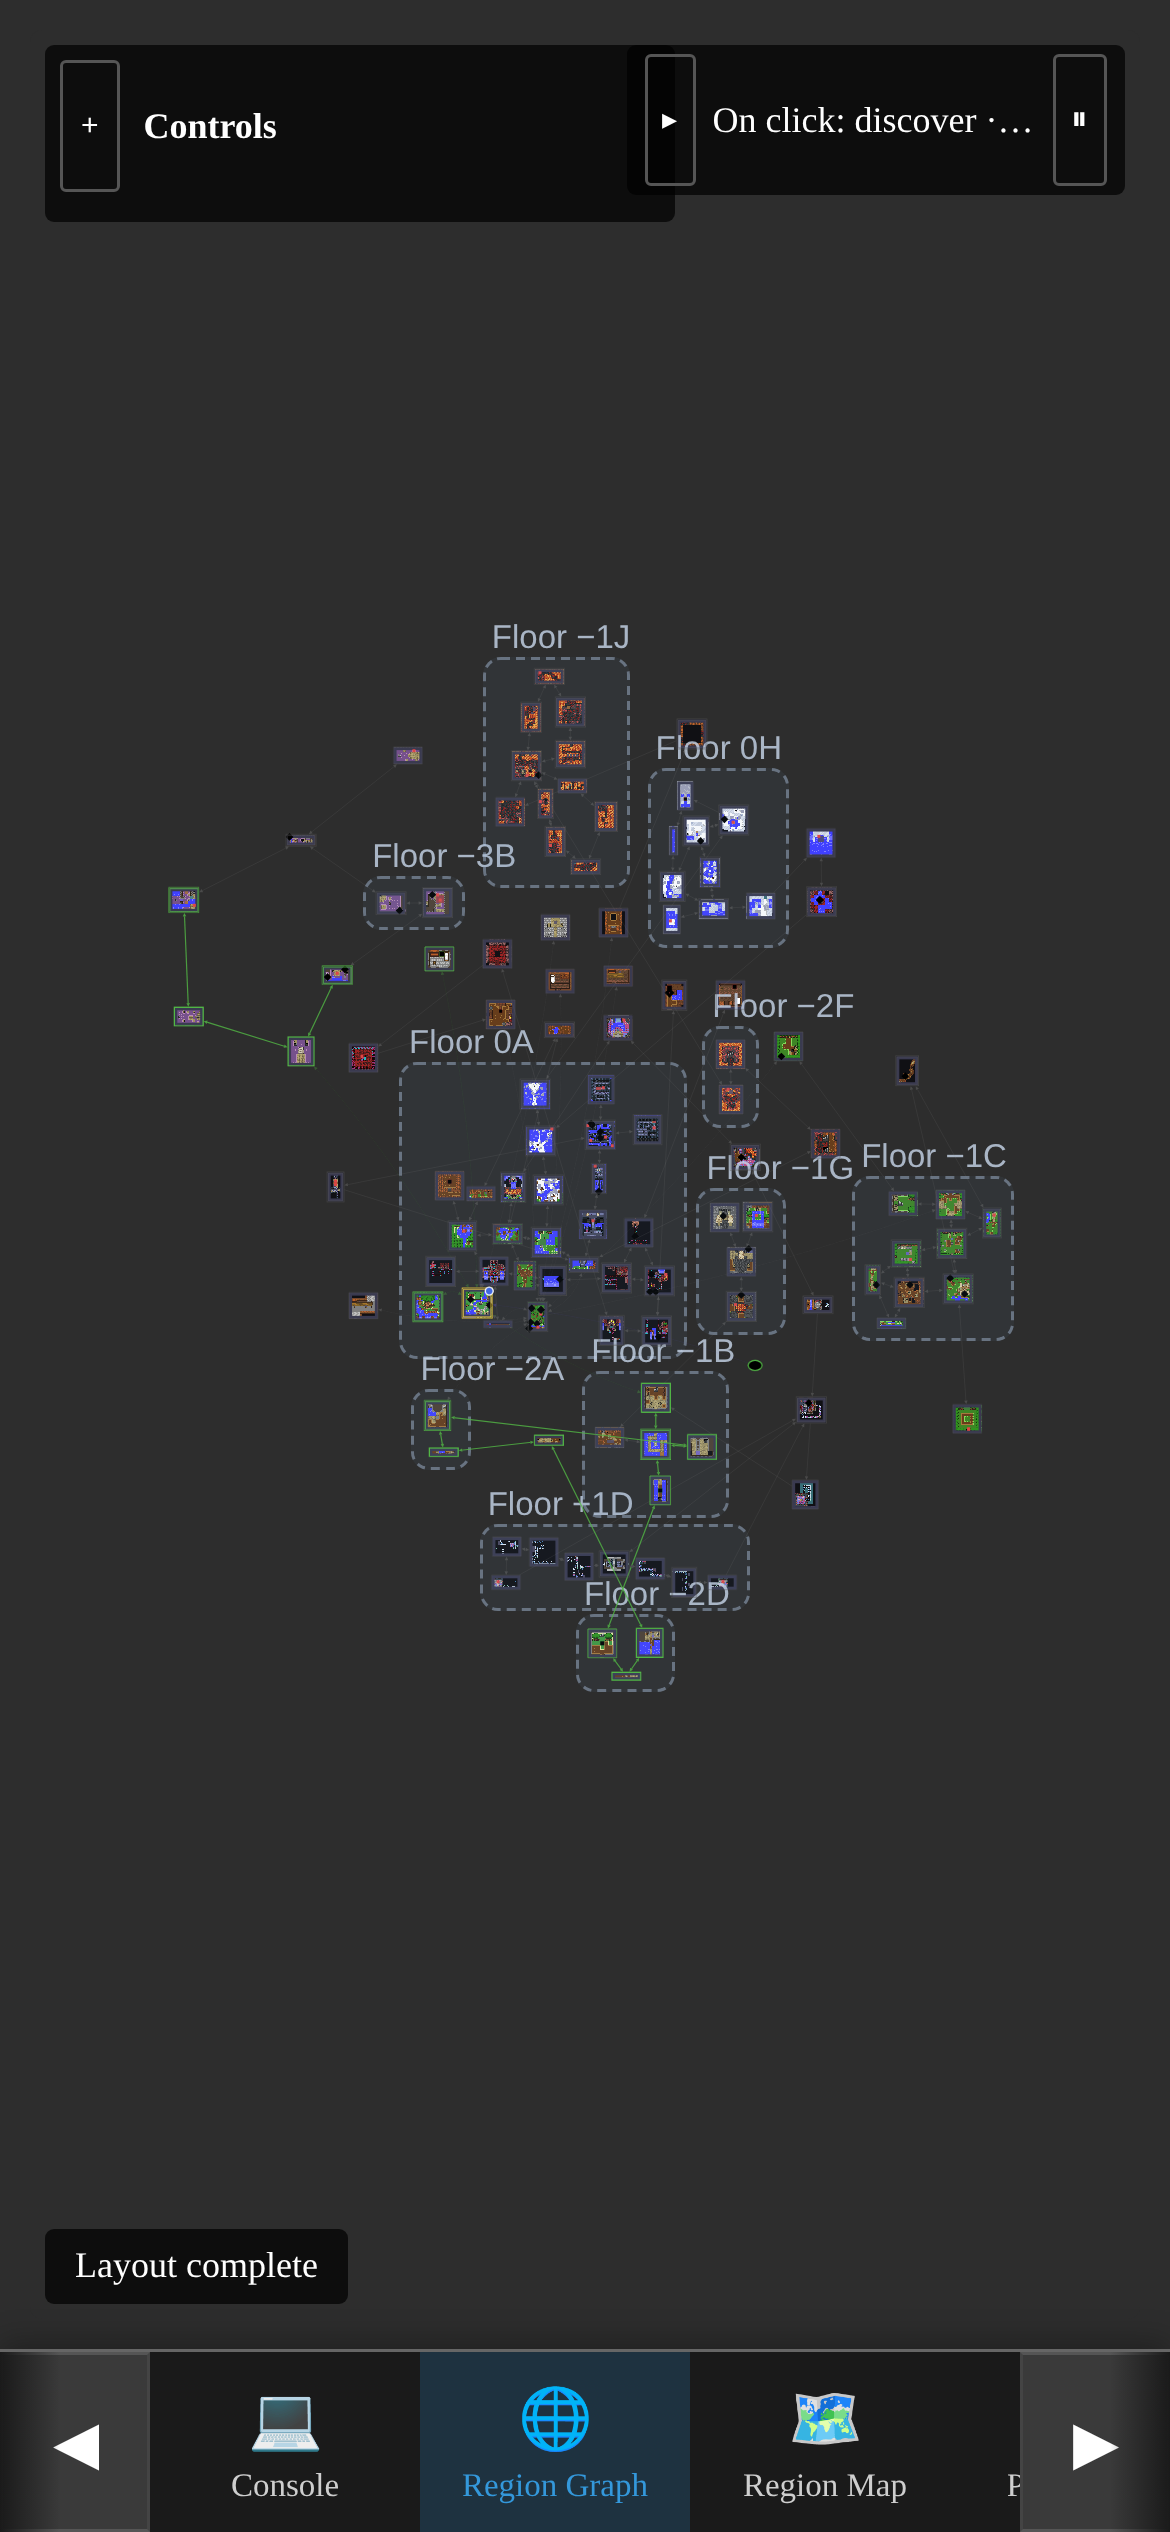 + Controls
▶ On click: discover ·… ⏸
Floor −1J
Floor 0H
Floor −3B
Floor −2F
Floor 0A
Floor −1C
Floor −1G
Floor −1B
Floor −2A
Floor +1D
Floor −2D
Layout complete
◀ Console Region Graph Region Map P ▶